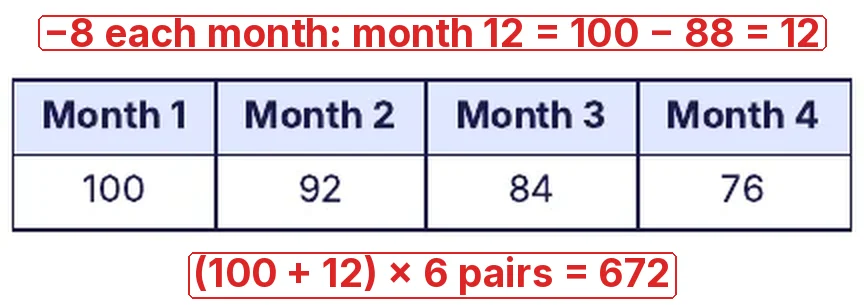 −8 each month: month 12 = 100 − 88 = 12
Month 1 Month 2 Month 3 Month 4
100 92 84 76
(100 + 12) × 6 pairs = 672